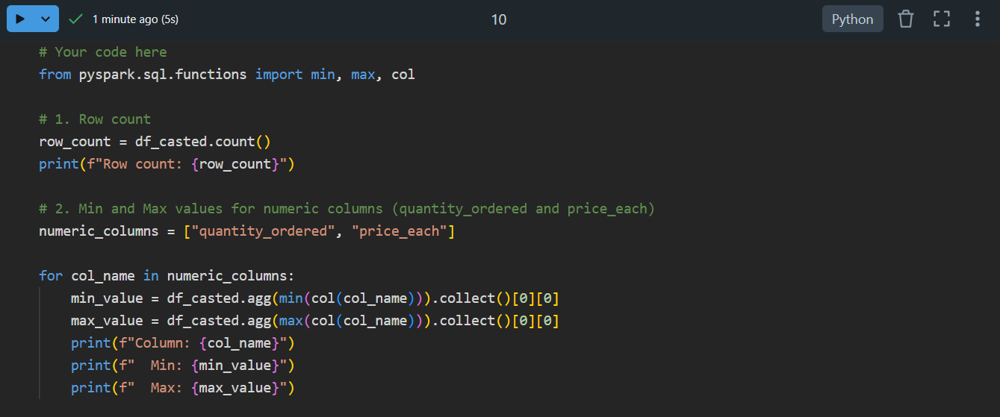 1 minute ago (5s)
10
Python
# Your code here
from pyspark.sql.functions import min, max, col
# 1. Row count
row_count = df_casted.count()
print(f"Row count: {row_count}")
# 2. Min and Max values for numeric columns (quantity_ordered and price_each)
numeric_columns = ["quantity_ordered", "price_each"]
for col_name in numeric_columns:
    min_value = df_casted.agg(min(col(col_name))).collect()[0][0]
    max_value = df_casted.agg(max(col(col_name))).collect()[0][0]
    print(f"Column: {col_name}")
    print(f"  Min: {min_value}")
    print(f"  Max: {max_value}")